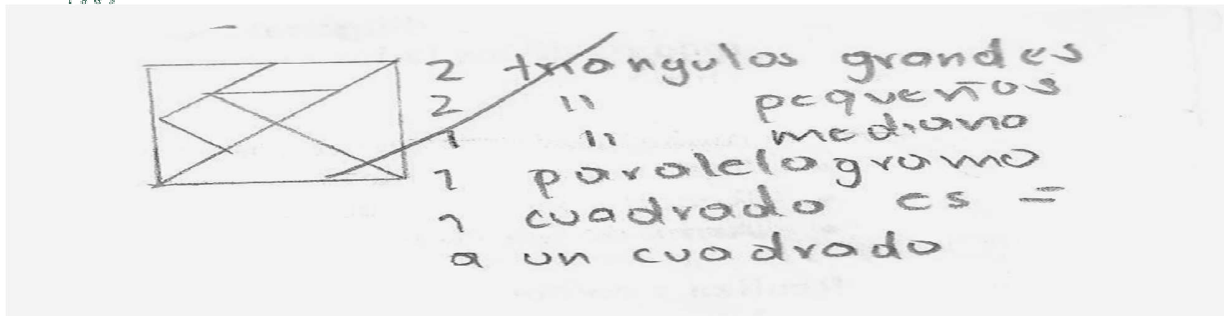 2 triangulos grandes
2 " pequeños
1 " mediano
1 paralelogramo
1 cuadrado es =
a un cuadrado